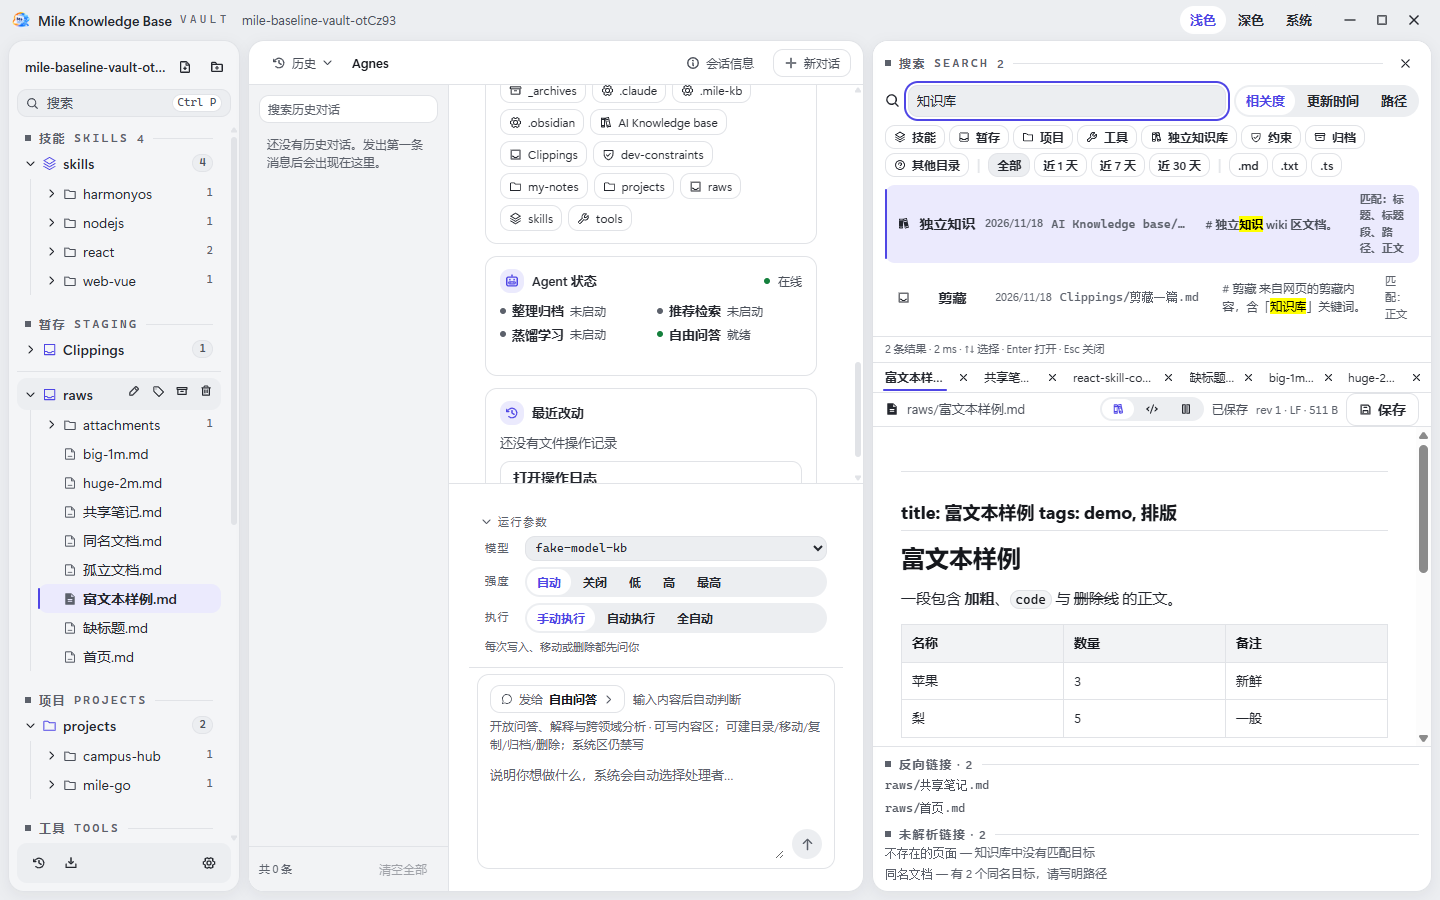 Mile Knowledge Base VAULT mile-baseline-vault-otCz93
浅色 深色 系统
mile-baseline-vault-ot...
搜索 Ctrl P
技能 SKILLS 4
skills 4
harmonyos 1
nodejs 1
react 2
web-vue 1
暂存 STAGING
Clippings 1
raws
attachments 1
big-1m.md
huge-2m.md
共享笔记.md
同名文档.md
孤立文档.md
富文本样例.md
缺标题.md
首页.md
项目 PROJECTS
projects 2
campus-hub 1
mile-go 1
工具 TOOLS
历史 Agnes
会话信息 新对话
搜索历史对话
还没有历史对话。发出第一条
消息后会出现在这里。
共 0 条 清空全部
_archives .claude .mile-kb
.obsidian AI Knowledge base
Clippings dev-constraints
my-notes projects raws
skills tools
Agent 状态 在线
整理归档 未启动 推荐检索 未启动
蒸馏学习 未启动 自由问答 就绪
最近改动
还没有文件操作记录
打开操作日志
运行参数
模型 fake-model-kb
强度 自动 关闭 低 高 最高
执行 手动执行 自动执行 全自动
每次写入、移动或删除都先问你
发给 自由问答 输入内容后自动判断
开放问答、解释与跨领域分析 · 可写内容区；可建目录/移动/复
制/归档/删除；系统区仍禁写
说明你想做什么，系统会自动选择处理者...
搜索 SEARCH 2
知识库
相关度 更新时间 路径
技能 暂存 项目 工具 独立知识库 约束 归档
其他目录 全部 近 1 天 近 7 天 近 30 天 .md .txt .ts
独立知识 2026/11/18 AI Knowledge base/… # 独立知识 wiki 区文档。 匹配：标
题、标题
段、路
径、正文
剪藏 2026/11/18 Clippings/剪藏一篇.md # 剪藏 来自网页的剪藏内
容，含「知识库」关键词。 匹
配：
正文
2 条结果 · 2 ms · ↑↓ 选择 · Enter 打开 · Esc 关闭
富文本样... 共享笔... react-skill-co... 缺标题... big-1m... huge-2...
raws/富文本样例.md 已保存 rev 1 · LF · 511 B 保存
title: 富文本样例 tags: demo, 排版
富文本样例
一段包含 加粗、code 与 删除线 的正文。
名称 数量 备注
苹果 3 新鲜
梨 5 一般
反向链接 · 2
raws/共享笔记.md
raws/首页.md
未解析链接 · 2
不存在的页面 — 知识库中没有匹配目标
同名文档 — 有 2 个同名目标，请写明路径